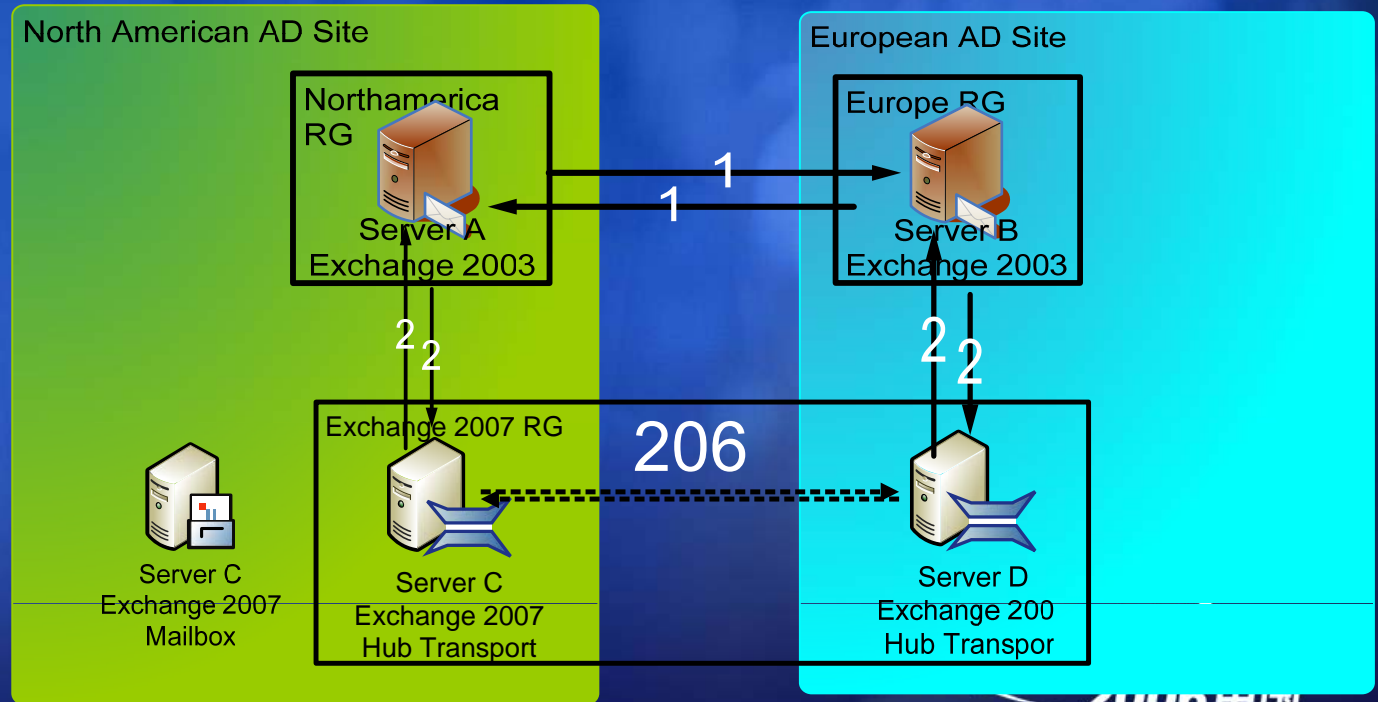 North American AD Site
European AD Site
Northamerica
RG
Server A
Exchange 2003
Europe RG
Server B
Exchange 2003
1
1
2
2
2
2
Exchange 2007 RG
206
Server C
Exchange 2007
Mailbox
Server C
Exchange 2007
Hub Transport
Server D
Exchange 200
Hub Transpor